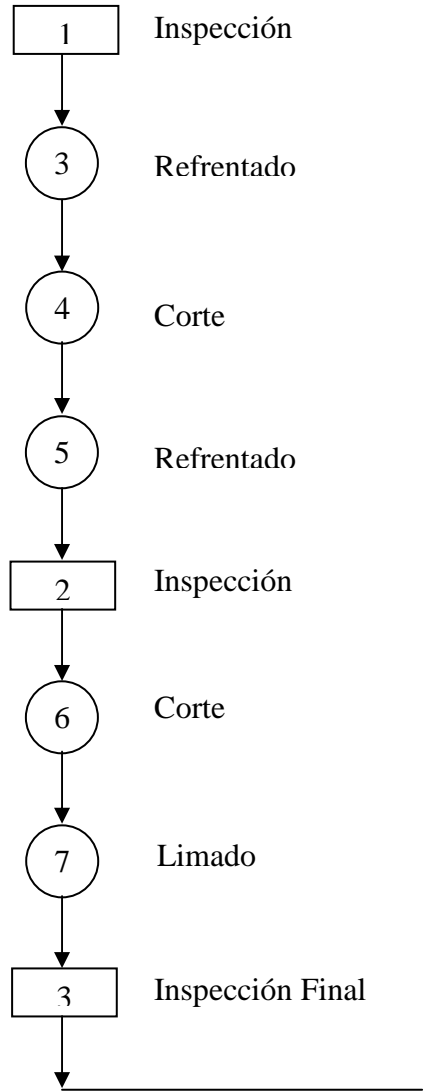 1 Inspección
3 Refrentado
4 Corte
5 Refrentado
2 Inspección
6 Corte
7 Limado
3 Inspección Final